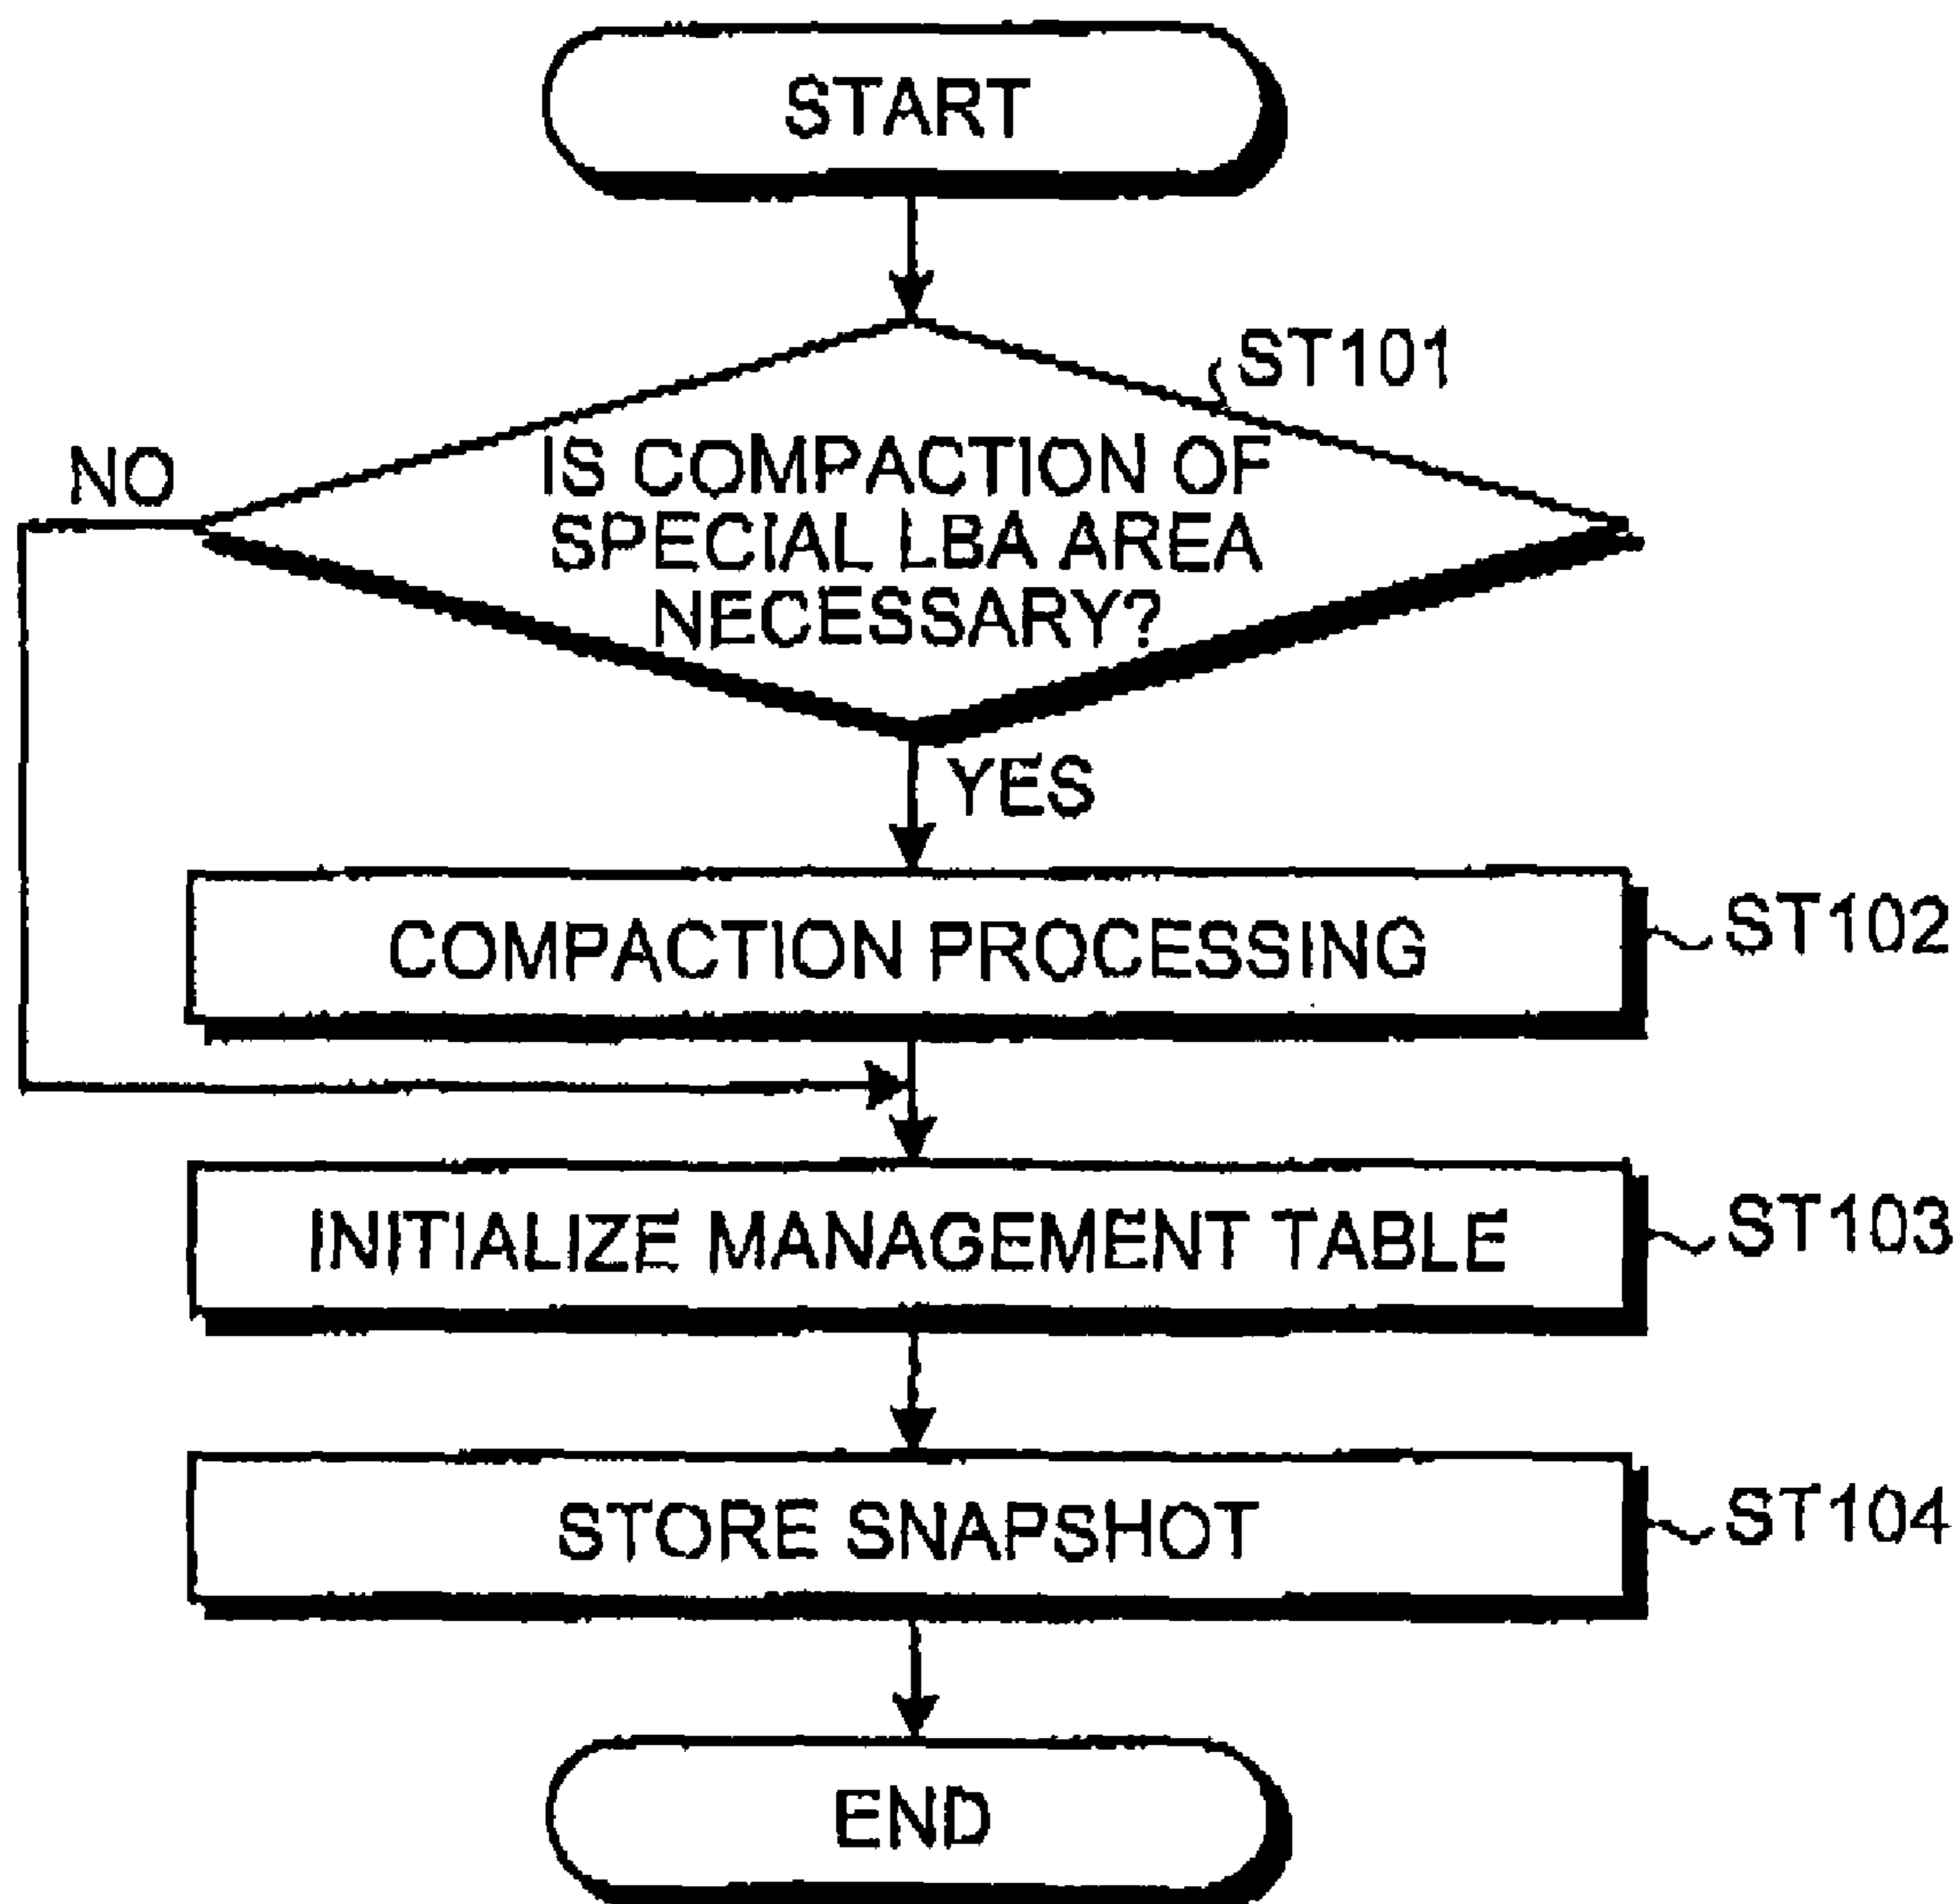 START
ST101
NO
IS COMPACTION OF
SPECIAL LBA AREA
NECESSARY?
YES
COMPACTION PROCESSING
ST102
INITIALIZE MANAGEMENT TABLE
ST103
STORE SNAPSHOT
ST104
END